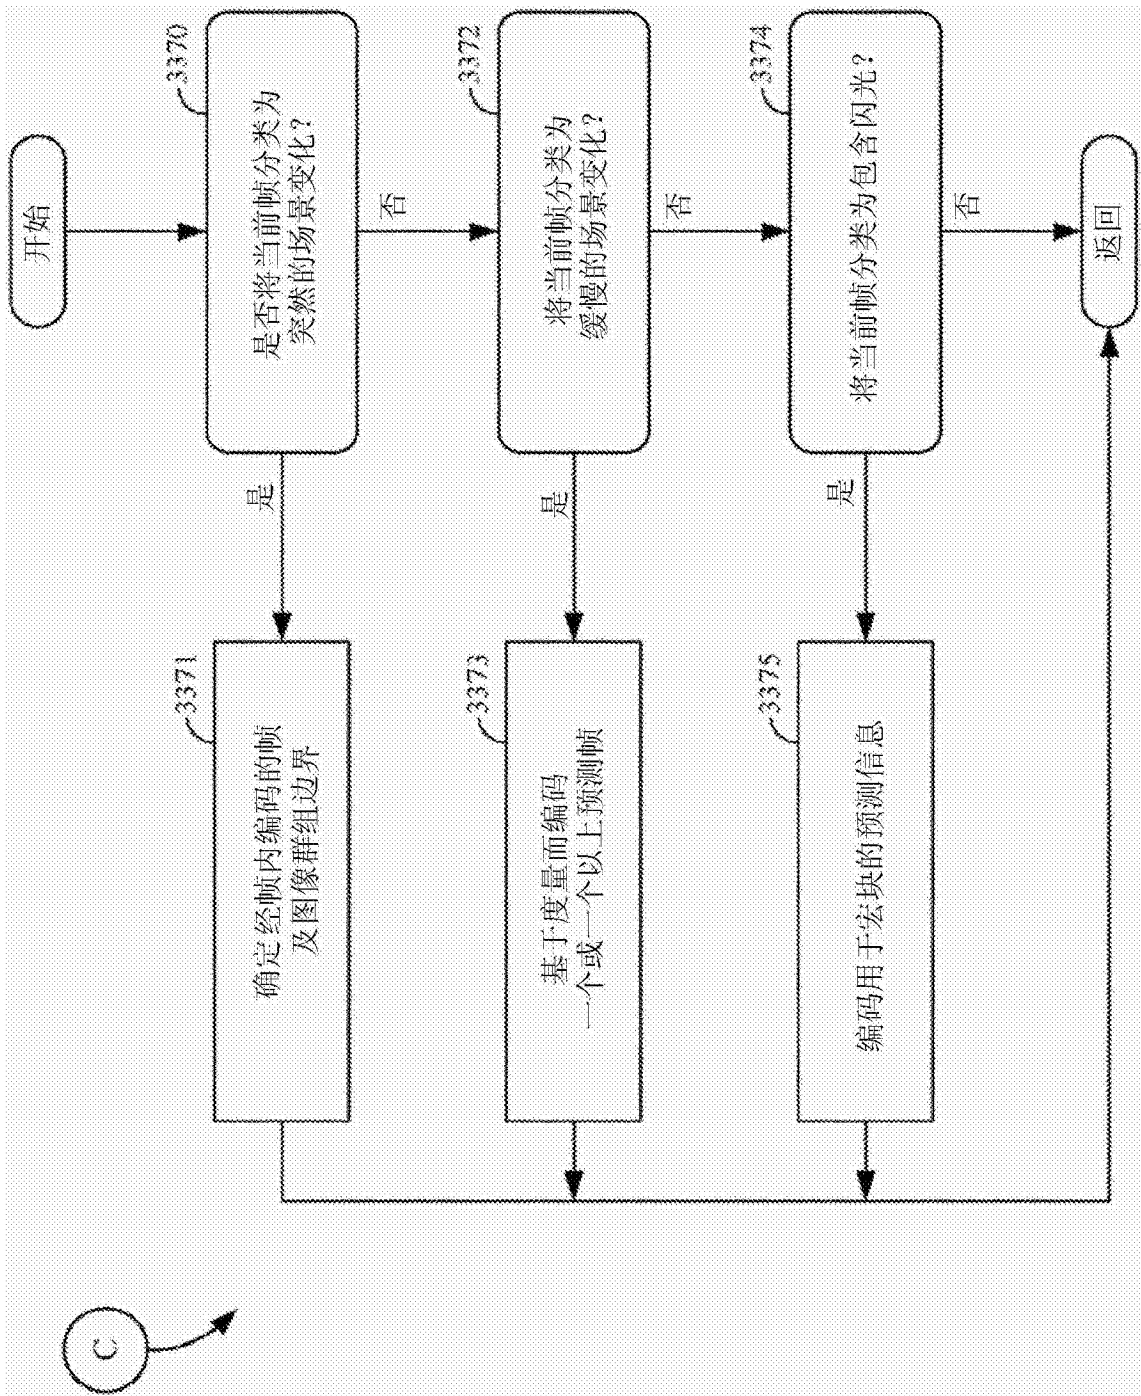 开始
3370
是否将当前帧分类为
突然的场景变化?
是
否
3371
确定经帧内编码的帧
及图像群组边界
3372
将当前帧分类为
缓慢的场景变化?
是
否
3373
基于度量而编码
一个或一个以上预测帧
3374
将当前帧分类为包含闪光?
是
否
3375
编码用于宏块的预测信息
返回
C